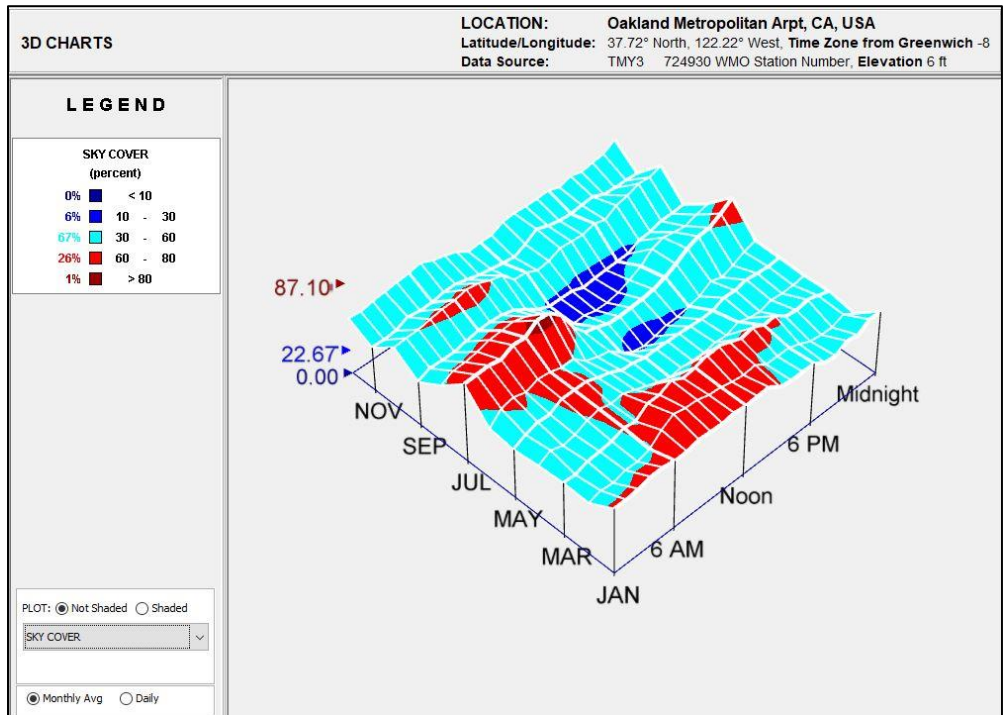 3D CHARTS
LOCATION: Oakland Metropolitan Arpt, CA, USA
Latitude/Longitude: 37.72° North, 122.22° West, Time Zone from Greenwich -8
Data Source: TMY3 724930 WMO Station Number, Elevation 6 ft
LEGEND
SKY COVER
(percent)
0% < 10
6% 10 - 30
67% 30 - 60
26% 60 - 80
1% > 80
87.10
22.67
0.00
NOV
SEP
JUL
MAY
MAR
JAN
6 AM
Noon
6 PM
Midnight
PLOT: Not Shaded Shaded
SKY COVER
Monthly Avg Daily